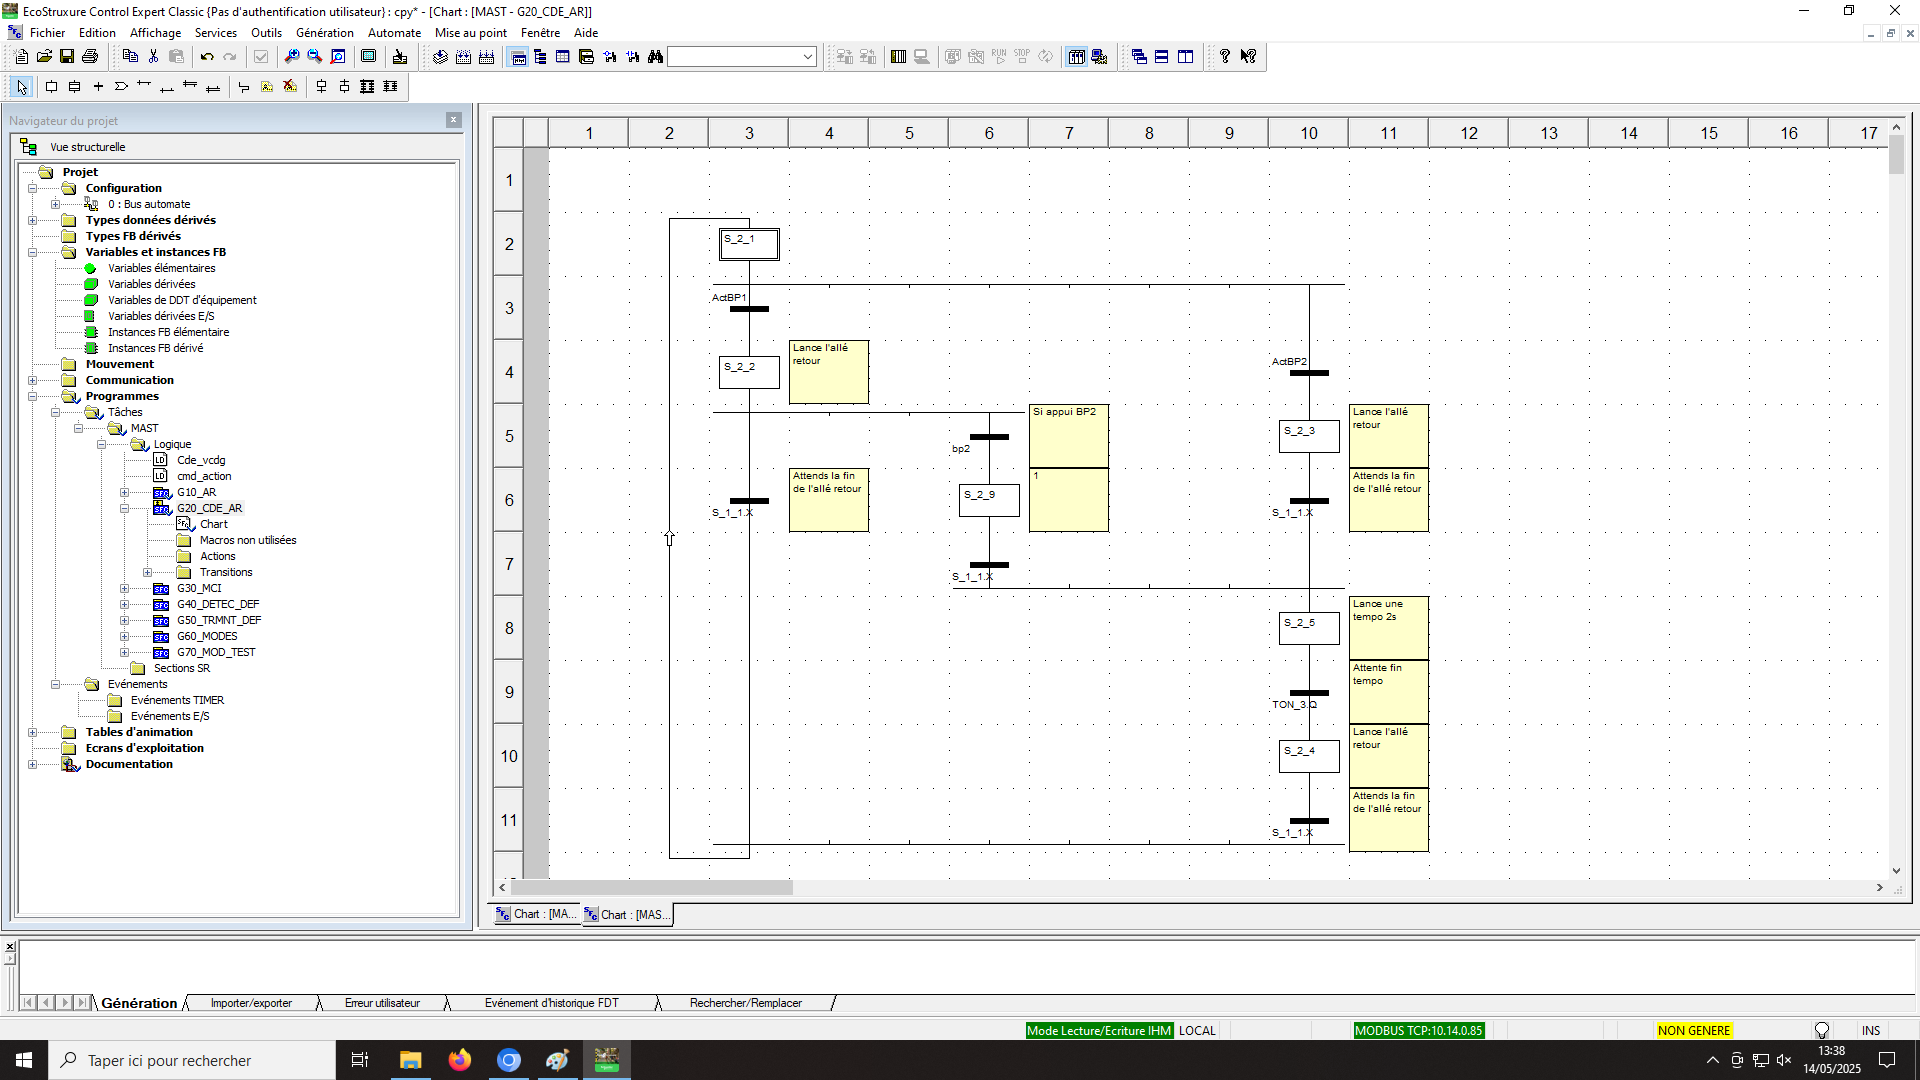 EcoStruxure Control Expert Classic {Pas d'authentification utilisateur} : cpy* - [Chart : [MAST - G20_CDE_AR]]
Fichier Edition Affichage Services Outils Génération Automate Mise au point Fenêtre Aide
RUN STOP
Navigateur du projet
Vue structurelle
Projet
Configuration
0 : Bus automate
Types données dérivés
Types FB dérivés
Variables et instances FB
Variables élémentaires
Variables dérivées
Variables de DDT d'équipement
Variables dérivées E/S
Instances FB élémentaire
Instances FB dérivé
Mouvement
Communication
Programmes
Tâches
MAST
Logique
Cde_vcdg
cmd_action
G10_AR
G20_CDE_AR
Chart
Macros non utilisées
Actions
Transitions
G30_MCI
G40_DETEC_DEF
G50_TRMNT_DEF
G60_MODES
G70_MOD_TEST
Sections SR
Evénements
Evénements TIMER
Evénements E/S
Tables d'animation
Ecrans d'exploitation
Documentation
1 2 3 4 5 6 7 8 9 10 11 12 13 14 15 16 17
1
2
3
4
5
6
7
8
9
10
11
S_2_1
ActBP1
S_2_2
Lance l'allé
retour
ActBP2
Si appui BP2
bp2
S_2_3
Lance l'allé
retour
S_1_1.X
Attends la fin
de l'allé retour
S_2_9
1
S_1_1.X
Attends la fin
de l'allé retour
S_1_1.X
S_2_5
Lance une
tempo 2s
TON_3.Q
Attente fin
tempo
S_2_4
Lance l'allé
retour
S_1_1.X
Attends la fin
de l'allé retour
Chart : [MA... Chart : [MAS...
Génération Importer/exporter Erreur utilisateur Evénement d'historique FDT Rechercher/Remplacer
Mode Lecture/Ecriture IHM LOCAL MODBUS TCP:10.14.0.85 NON GENERE INS
Taper ici pour rechercher
13:38
14/05/2025